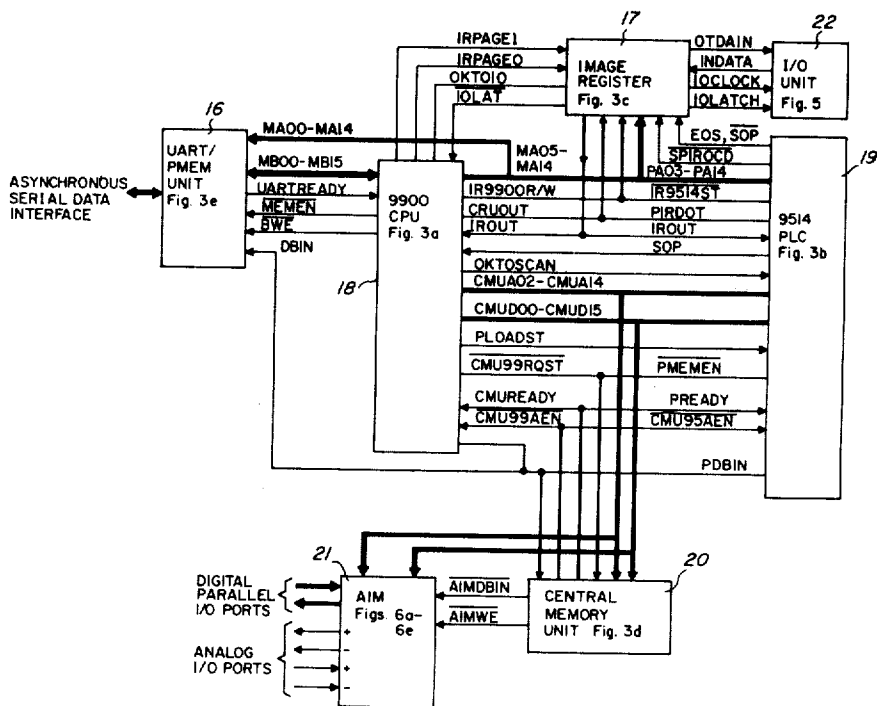 17
22
16
19
18
20
21
IRPAGE1
IRPAGE0
OKTOIO
IOLAT
IMAGE
REGISTER
Fig. 3c
OTDAIN
INDATA
IOCLOCK
IOLATCH
I/O
UNIT
Fig. 5
EOS, SOP
SPIROCD
MA00-MA14
MA05-
MA14
PA03-PA14
UART/
PMEM
UNIT
Fig. 3e
MB00-MB15
UARTREADY
MEMEN
BWE
DBIN
ASYNCHRONOUS
SERIAL DATA
INTERFACE
9900
CPU
Fig. 3a
IR9900R/W
IR9514ST
CRUOUT
PIRDOT
IROUT
IROUT
SOP
OKTOSCAN
CMUA02-CMUA14
CMUD00-CMUD15
PLOADST
CMU99RQST
PMEMEN
CMUREADY
PREADY
CMU99AEN
CMU95AEN
PDBIN
9514
PLC
Fig. 3b
DIGITAL
PARALLEL
I/O PORTS
ANALOG
I/O PORTS
+
−
+
−
AIM
Figs. 6a-
6e
AIMDBIN
AIMWE
CENTRAL
MEMORY
UNIT Fig. 3d